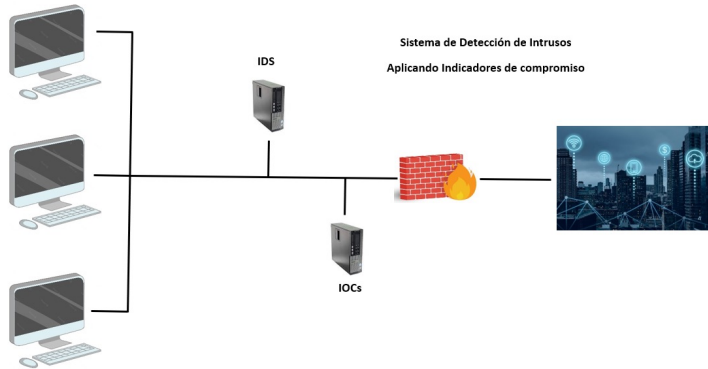 Sistema de Detección de Intrusos
Aplicando Indicadores de compromiso
IDS
IOCs